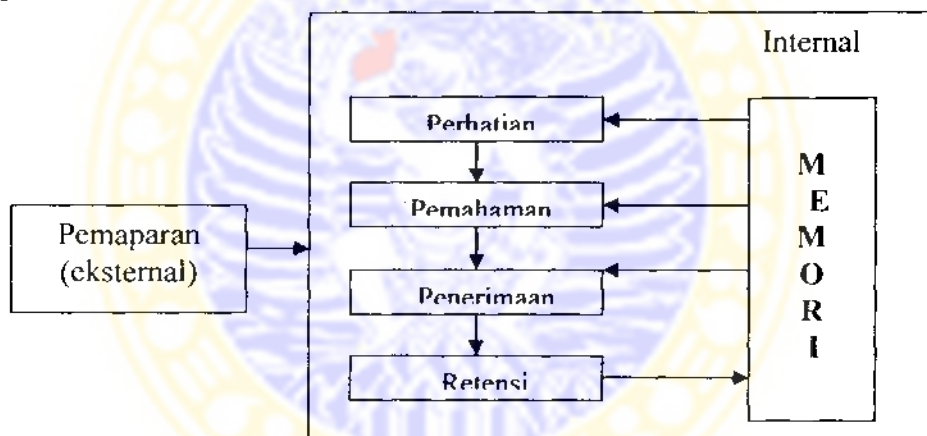 Internal
Perhatian
Pemahaman
Pemaparan
(eksternal)
Penerimaan
Retensi
M
E
M
O
R
I